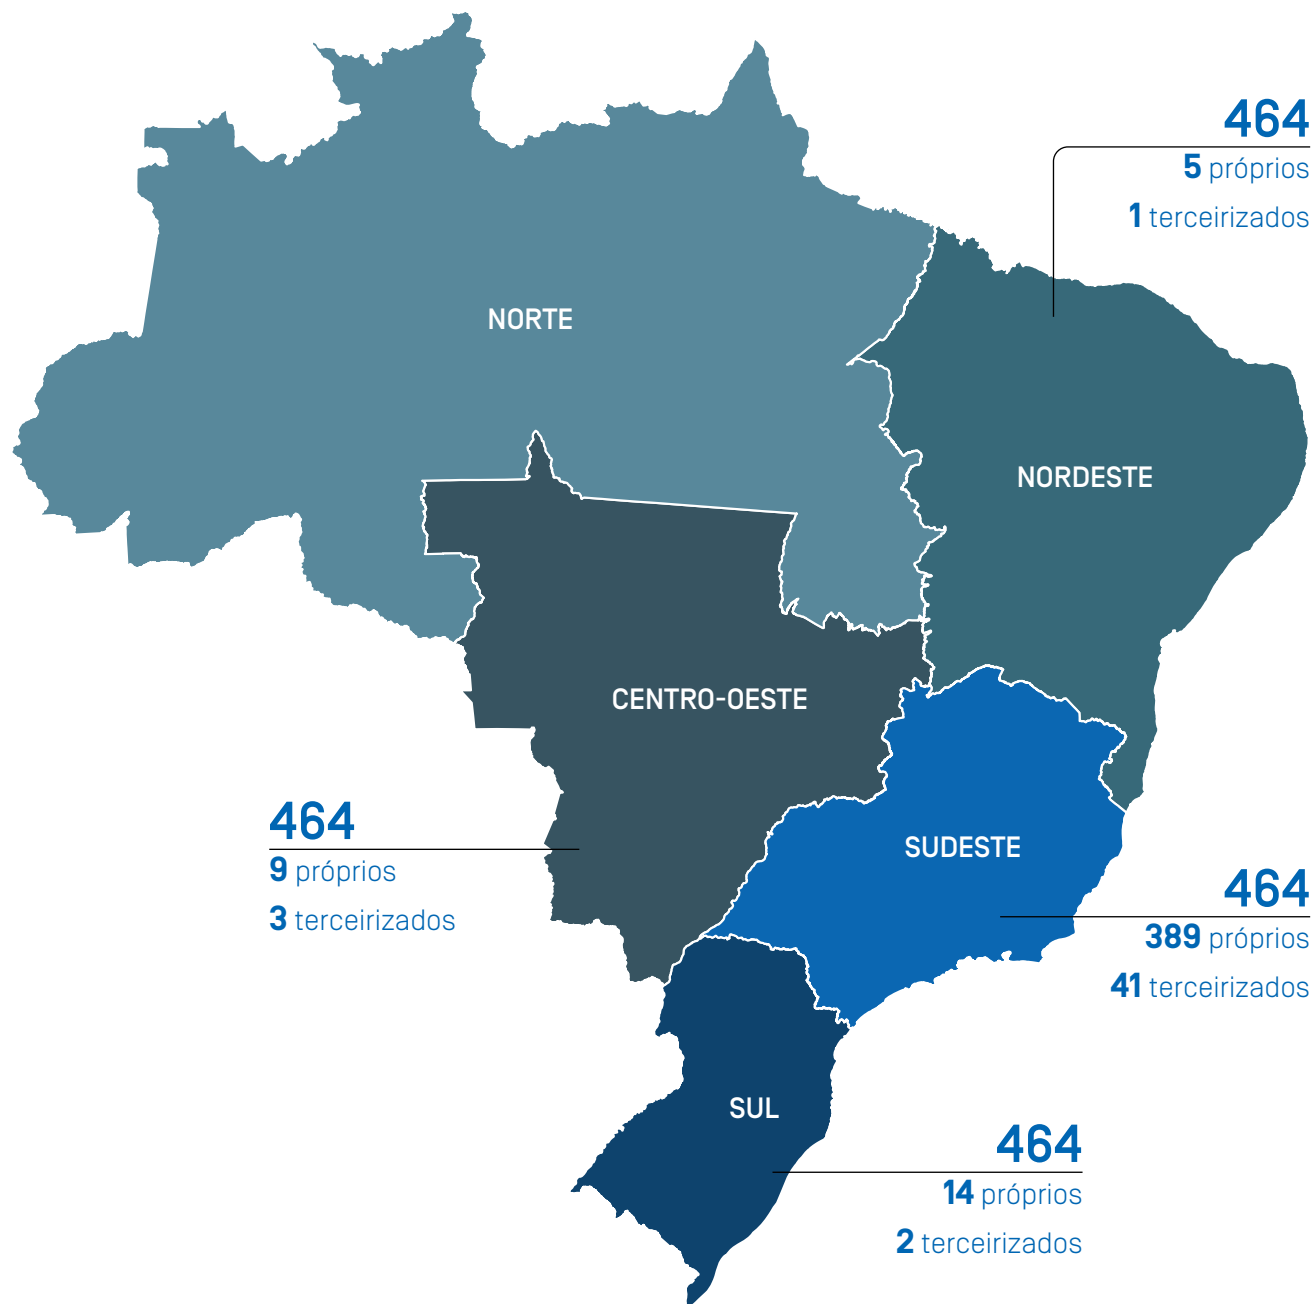 464
5 próprios
1 terceirizados
NORTE
NORDESTE
CENTRO-OESTE
464
9 próprios
3 terceirizados
SUDESTE
464
389 próprios
41 terceirizados
SUL
464
14 próprios
2 terceirizados